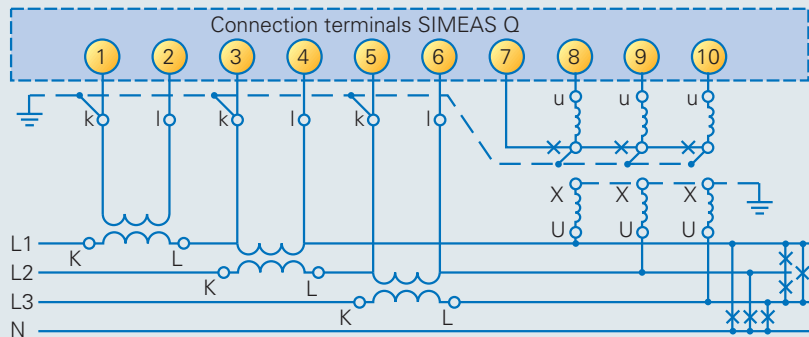 Connection terminals SIMEAS Q
1 2 3 4 5 6 7 8 9 10
u u u
k l k l k l
x x x
X X X
U U U
L1
K L
L2
K L
L3
K L
N